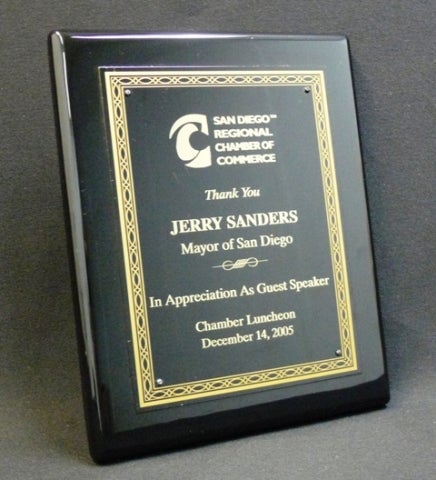 SAN DIEGO™
REGIONAL
CHAMBER OF
COMMERCE
Thank You
JERRY SANDERS
Mayor of San Diego
In Appreciation As Guest Speaker
Chamber Luncheon
December 14, 2005